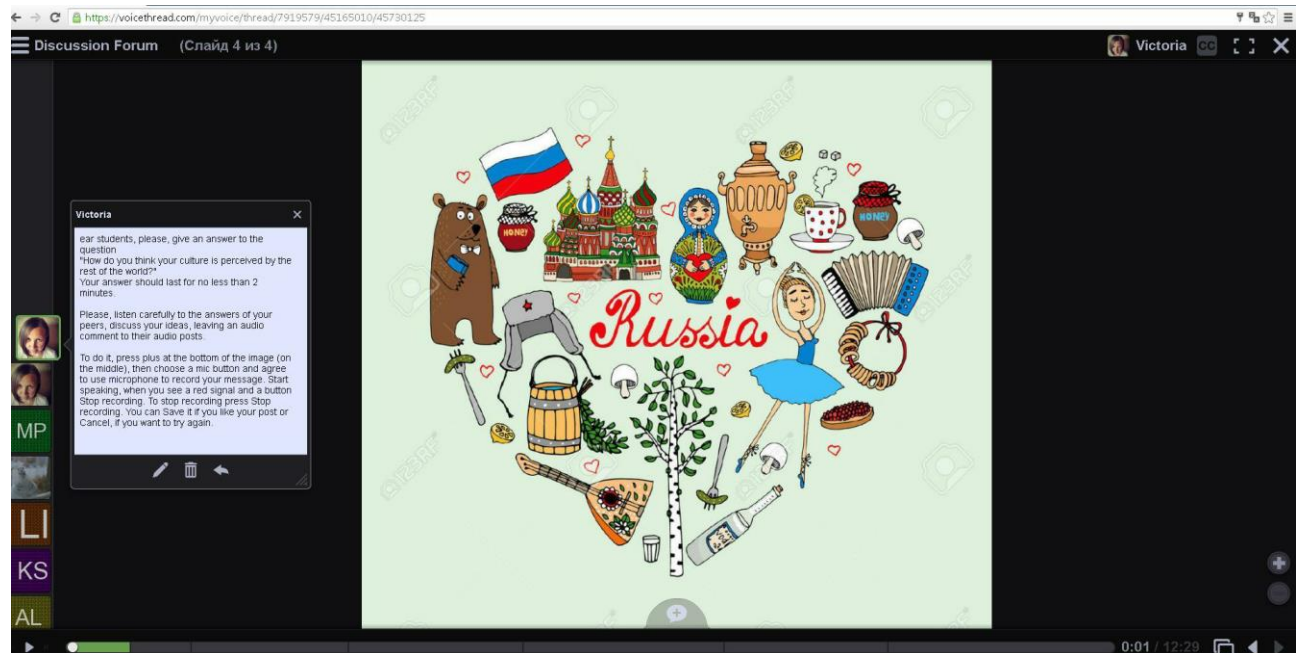 https://voicethread.com/myvoice/thread/7919579/45165010/45730125
Discussion Forum (Слайд 4 из 4)
Victoria CC
Victoria
ear students, please, give an answer to the
question
"How do you think your culture is perceived by the
rest of the world?"
Your answer should last for no less than 2
minutes.
Please, listen carefully to the answers of your
peers, discuss your ideas, leaving an audio
comment to their audio posts.
To do it, press plus at the bottom of the image (on
the middle), then choose a mic button and agree
to use microphone to record your message. Start
speaking, when you see a red signal and a button
Stop recording. To stop recording press Stop
recording. You can Save it if you like your post or
Cancel, if you want to try again.
MP
LI
KS
AL
HONEY
HONEY
Russia
©123RF
©123RF
©123RF
©123RF
0:01 / 12:29